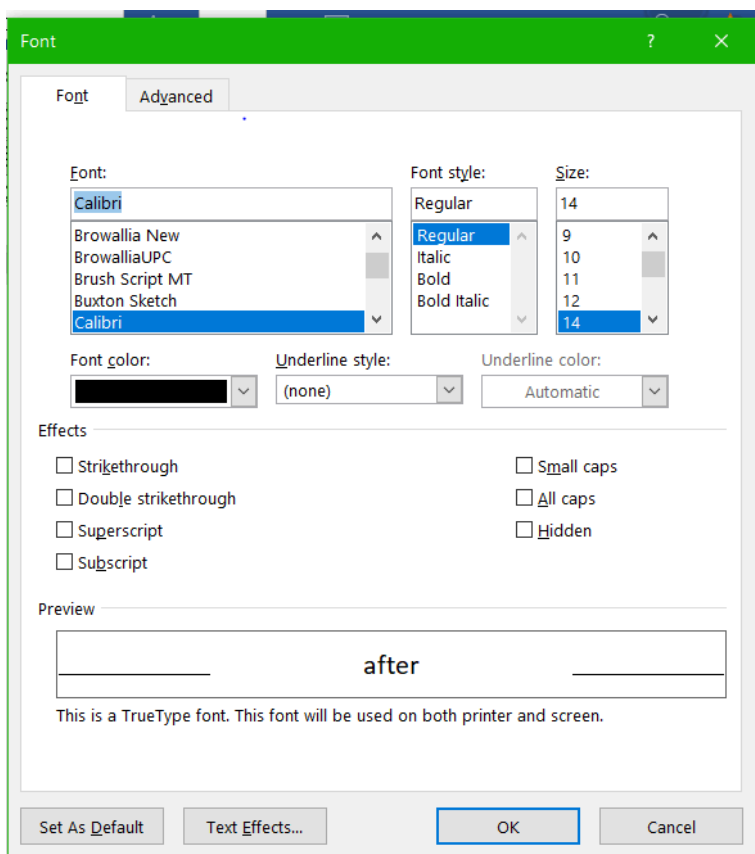 Font ? ×
Font Advanced
Font: Font style: Size:
Calibri Regular 14
Browallia New Regular 9
BrowalliaUPC Italic 10
Brush Script MT Bold 11
Buxton Sketch Bold Italic 12
Calibri 14
Font color: Underline style: Underline color:
(none) Automatic
Effects
Strikethrough Small caps
Double strikethrough All caps
Superscript Hidden
Subscript
Preview
after
This is a TrueType font. This font will be used on both printer and screen.
Set As Default Text Effects... OK Cancel